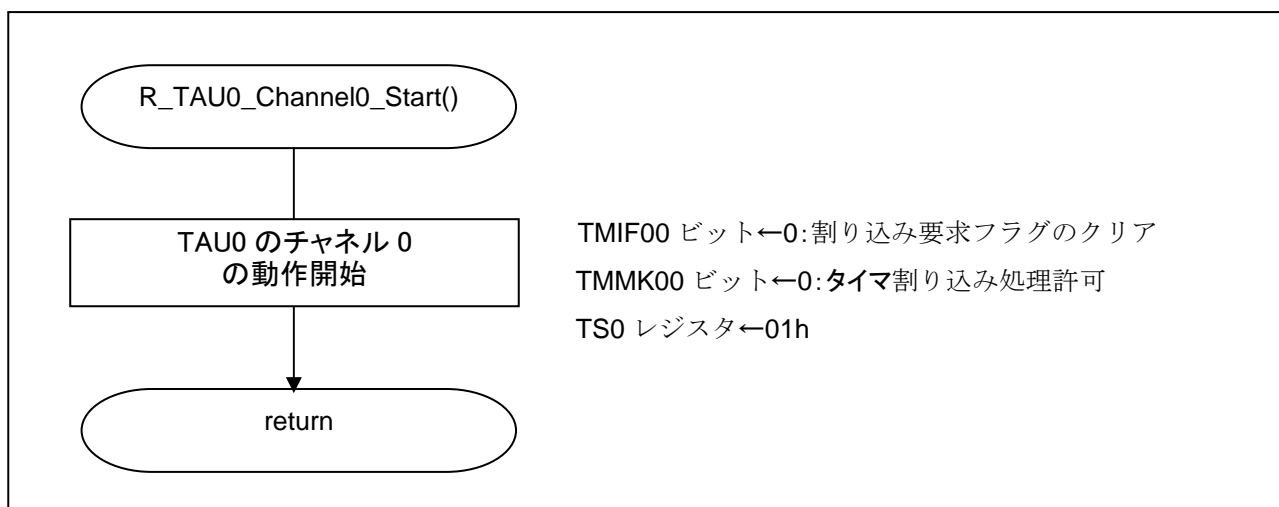 R_TAU0_Channel0_Start()
TAU0 のチャネル 0
の動作開始
TMIF00 ビット←0:割り込み要求フラグのクリア
TMMK00 ビット←0:タイマ割り込み処理許可
TS0 レジスタ←01h
return